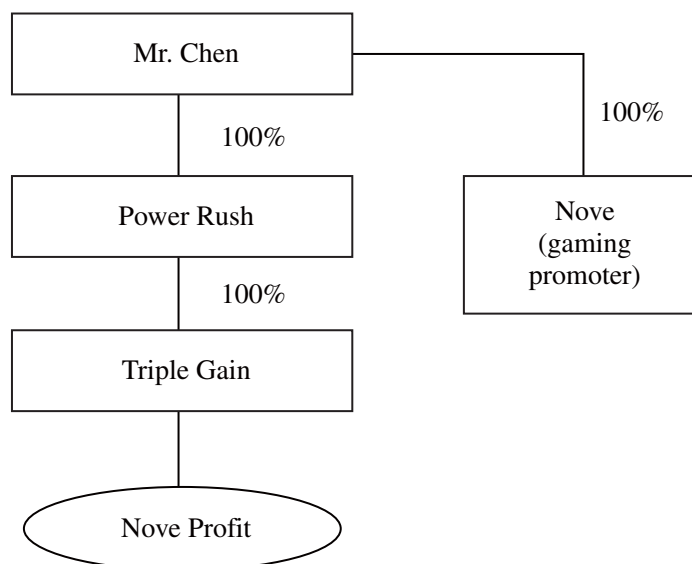 Mr. Chen
100%
100%
Power Rush
Nove
(gaming
promoter)
100%
Triple Gain
Nove Profit